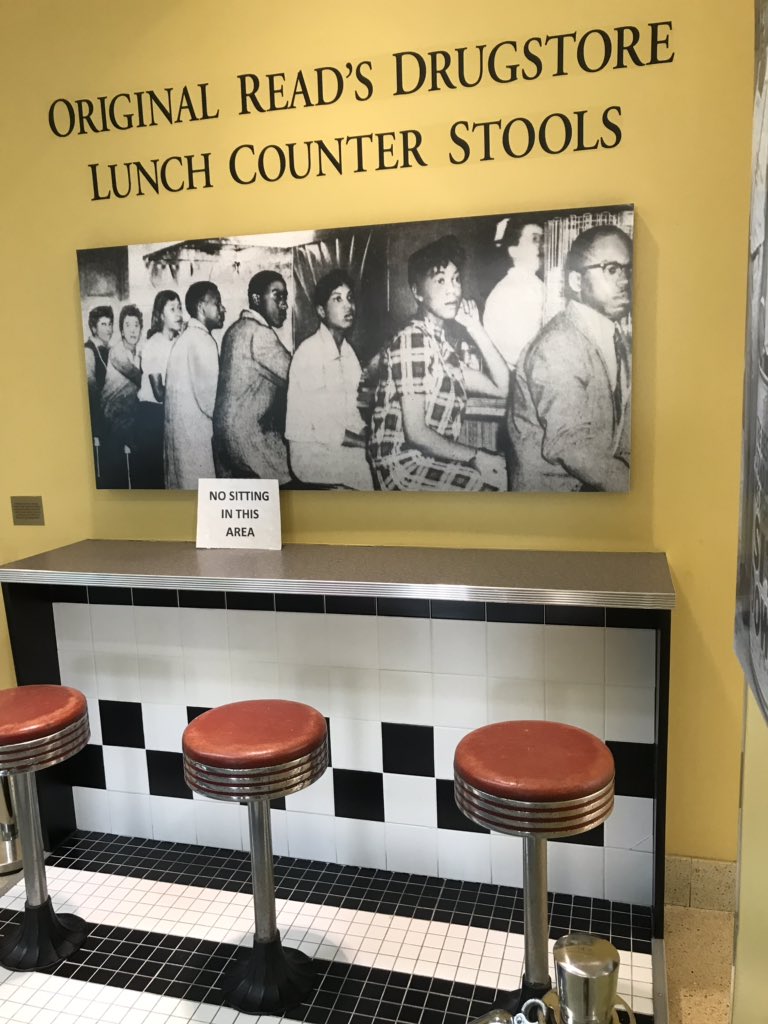 ORIGINAL READ'S DRUGSTORE
LUNCH COUNTER STOOLS
NO SITTING
IN THIS
AREA